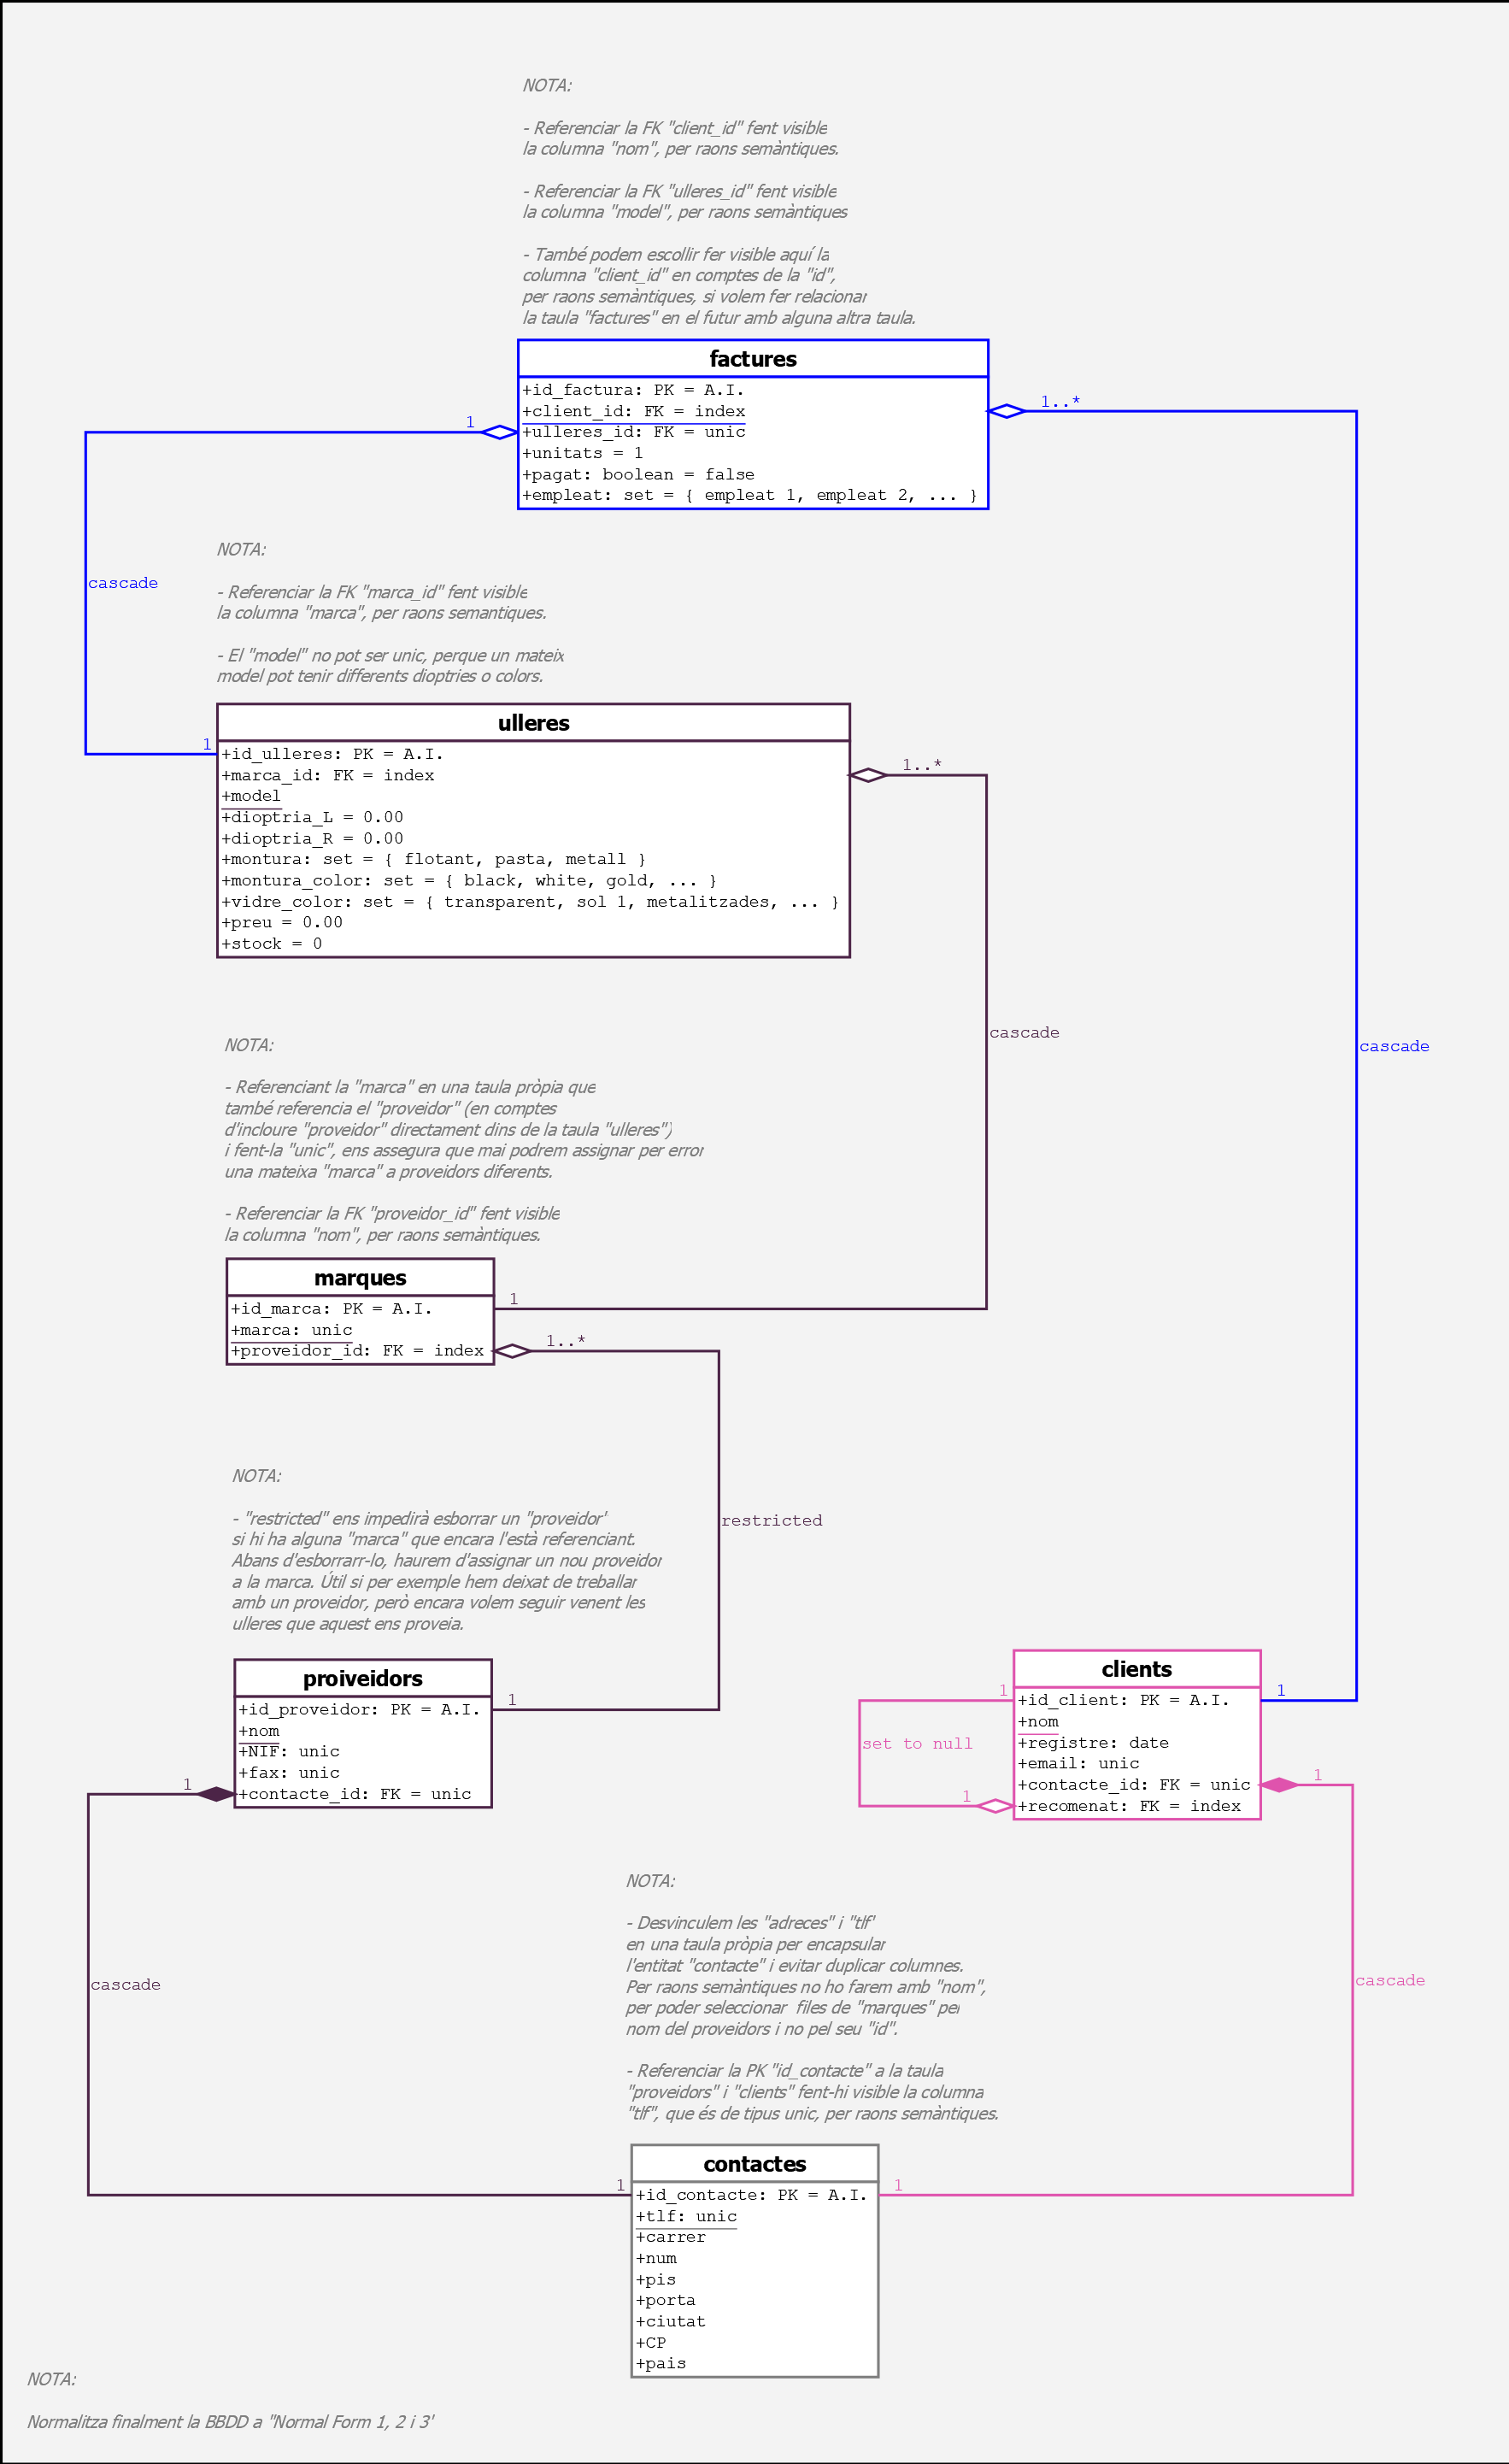 NOTA:
- Referenciar la FK "client_id" fent visible
la columna "nom", per raons semàntiques.
- Referenciar la FK "ulleres_id" fent visible
la columna "model", per raons semàntiques
- També podem escollir fer visible aquí la
columna "client_id" en comptes de la "id",
per raons semàntiques, si volem fer relacionar
la taula "factures" en el futur amb alguna altra taula.
factures
+id_factura: PK = A.I.
+client_id: FK = index
+ulleres_id: FK = unic
+unitats = 1
+pagat: boolean = false
+empleat: set = { empleat 1, empleat 2, ... }
1
1..*
cascade
NOTA:
- Referenciar la FK "marca_id" fent visible
la columna "marca", per raons semantiques.
- El "model" no pot ser unic, perque un mateix
model pot tenir differents dioptries o colors.
ulleres
+id_ulleres: PK = A.I.
+marca_id: FK = index
+model
+dioptria_L = 0.00
+dioptria_R = 0.00
+montura: set = { flotant, pasta, metall }
+montura_color: set = { black, white, gold, ... }
+vidre_color: set = { transparent, sol 1, metalitzades, ... }
+preu = 0.00
+stock = 0
1
1..*
cascade
cascade
NOTA:
- Referenciant la "marca" en una taula pròpia que
també referencia el "proveidor" (en comptes
d'incloure "proveidor" directament dins de la taula "ulleres")
i fent-la "unic", ens assegura que mai podrem assignar per error
una mateixa "marca" a proveidors diferents.
- Referenciar la FK "proveidor_id" fent visible
la columna "nom", per raons semàntiques.
marques
+id_marca: PK = A.I.
+marca: unic
+proveidor_id: FK = index
1
1..*
restricted
NOTA:
- "restricted" ens impedirà esborrar un "proveidor"
si hi ha alguna "marca" que encara l'està referenciant.
Abans d'esborrarr-lo, haurem d'assignar un nou proveidor
a la marca. Útil si per exemple hem deixat de treballar
amb un proveidor, però encara volem seguir venent les
ulleres que aquest ens proveia.
proiveidors
+id_proveidor: PK = A.I.
+nom
+NIF: unic
+fax: unic
+contacte_id: FK = unic
1
1
cascade
clients
+id_client: PK = A.I.
+nom
+registre: date
+email: unic
+contacte_id: FK = unic
+recomenat: FK = index
1
1
set to null
1
1
cascade
NOTA:
- Desvinculem les "adreces" i "tlf"
en una taula pròpia per encapsular
l'entitat "contacte" i evitar duplicar columnes.
Per raons semàntiques no ho farem amb "nom",
per poder seleccionar  files de "marques" pel
nom del proveidors i no pel seu "id".
- Referenciar la PK "id_contacte" a la taula
"proveidors" i "clients" fent-hi visible la columna
"tlf", que és de tipus unic, per raons semàntiques.
contactes
+id_contacte: PK = A.I.
+tlf: unic
+carrer
+num
+pis
+porta
+ciutat
+CP
+pais
1
1
NOTA:
Normalitza finalment la BBDD a "Normal Form 1, 2 i 3"